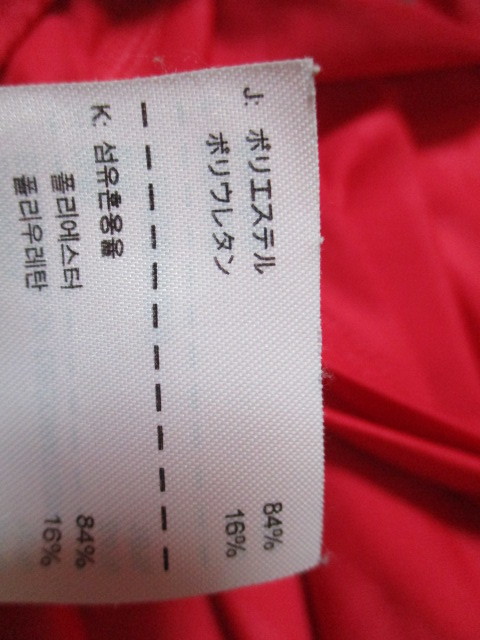 J: ポリエステル 84%
ポリウレタン 16%
K: 섬유혼용율
폴리에스터 84%
폴리우레탄 16%